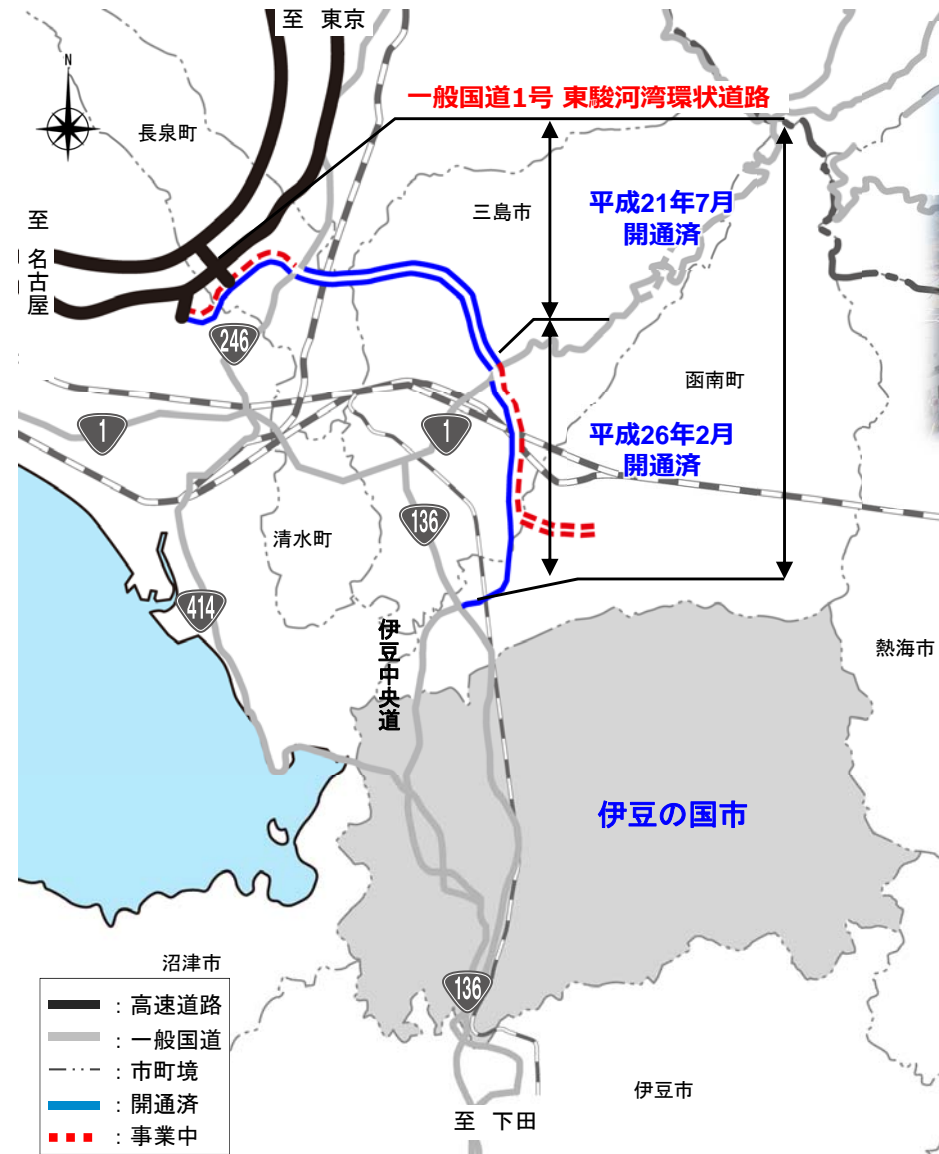 至 東京
N
一般国道1号 東駿河湾環状道路
長泉町
三島市
平成21年7月
開通済
至 名古屋
246
函南町
1
1
平成26年2月
開通済
136
清水町
414
伊豆中央道
熱海市
伊豆の国市
沼津市
136
：高速道路
：一般国道
：市町境
：開通済
：事業中
伊豆市
至 下田